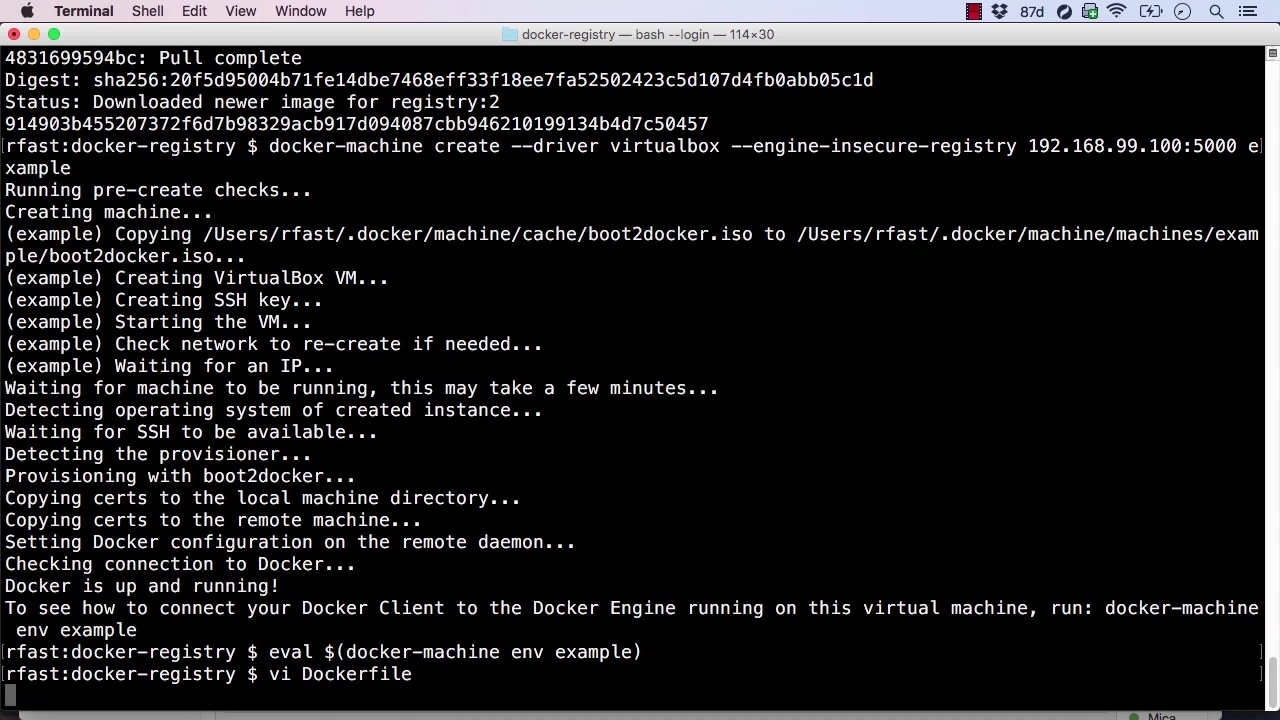 Terminal Shell Edit View Window Help 87d
docker-registry — bash --login — 114×30
4831699594bc: Pull complete
Digest: sha256:20f5d95004b71fe14dbe7468eff33f18ee7fa52502423c5d107d4fb0abb05c1d
Status: Downloaded newer image for registry:2
914903b455207372f6d7b98329acb917d094087cbb946210199134b4d7c50457
[rfast:docker-registry $ docker-machine create --driver virtualbox --engine-insecure-registry 192.168.99.100:5000 e]
xample
Running pre-create checks...
Creating machine...
(example) Copying /Users/rfast/.docker/machine/cache/boot2docker.iso to /Users/rfast/.docker/machine/machines/exam
ple/boot2docker.iso...
(example) Creating VirtualBox VM...
(example) Creating SSH key...
(example) Starting the VM...
(example) Check network to re-create if needed...
(example) Waiting for an IP...
Waiting for machine to be running, this may take a few minutes...
Detecting operating system of created instance...
Waiting for SSH to be available...
Detecting the provisioner...
Provisioning with boot2docker...
Copying certs to the local machine directory...
Copying certs to the remote machine...
Setting Docker configuration on the remote daemon...
Checking connection to Docker...
Docker is up and running!
To see how to connect your Docker Client to the Docker Engine running on this virtual machine, run: docker-machine
 env example
[rfast:docker-registry $ eval $(docker-machine env example) ]
[rfast:docker-registry $ vi Dockerfile ]
Mica